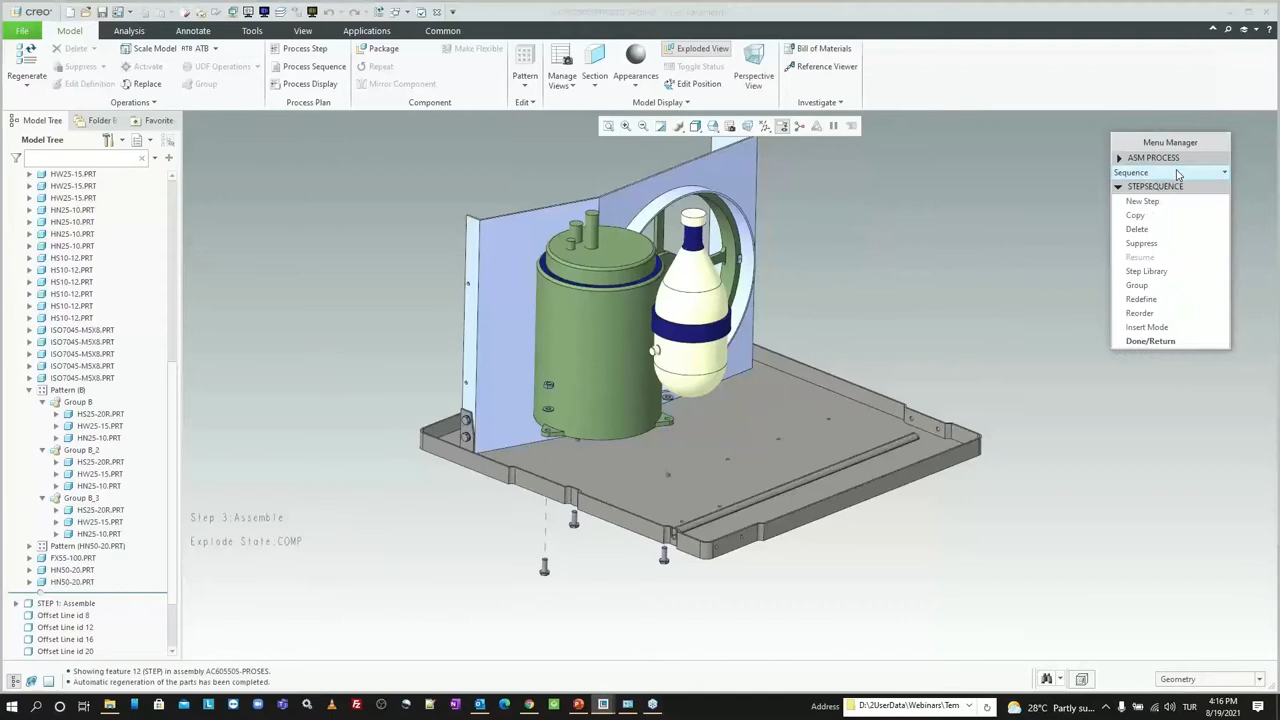 creo
File
Model
Analysis
Annotate
Tools
View
Applications
Common
Regenerate
Delete
Suppress
Edit Definition
Scale Model
ATB
Activate
UDF Operations
Replace
Group
Operations
Process Step
Process Sequence
Process Display
Process Plan
Package
Make Flexible
Repeat
Mirror Component
Component
Pattern
Edit
Manage Views
Section
Appearances
Exploded View
Toggle Status
Edit Position
Perspective View
Model Display
Bill of Materials
Reference Viewer
Investigate
Model Tree
Folder
Favorite
Model Tree
HW25-15.PRT
HW25-15.PRT
HW25-15.PRT
HN25-10.PRT
HN25-10.PRT
HN25-10.PRT
HN25-10.PRT
HS10-12.PRT
HS10-12.PRT
HS10-12.PRT
HS10-12.PRT
HS10-12.PRT
HS10-12.PRT
ISO7045-M5X8.PRT
ISO7045-M5X8.PRT
ISO7045-M5X8.PRT
ISO7045-M5X8.PRT
ISO7045-M5X8.PRT
Pattern (B)
Group B
HS25-20R.PRT
HW25-15.PRT
HN25-10.PRT
Group B_2
HS25-20R.PRT
HW25-15.PRT
HN25-10.PRT
Group B_3
HS25-20R.PRT
HW25-15.PRT
HN25-10.PRT
Pattern (HN50-20.PRT)
FX55-100.PRT
HN50-20.PRT
HN50-20.PRT
STEP 1: Assemble
Offset Line id 8
Offset Line id 12
Offset Line id 16
Offset Line id 20
Step 3:Assemble
Explode State:COMP
Menu Manager
ASM PROCESS
Sequence
STEPSEQUENCE
New Step
Copy
Delete
Suppress
Resume
Step Library
Group
Redefine
Reorder
Insert Mode
Done/Return
Showing feature 12 (STEP) in assembly AC605505-PROSES.
Automatic regeneration of the parts has been completed.
Geometry
Address
D:\2UserData\Webinars\Tem
28°C Partly su...
TUR
4:16 PM
8/19/2021